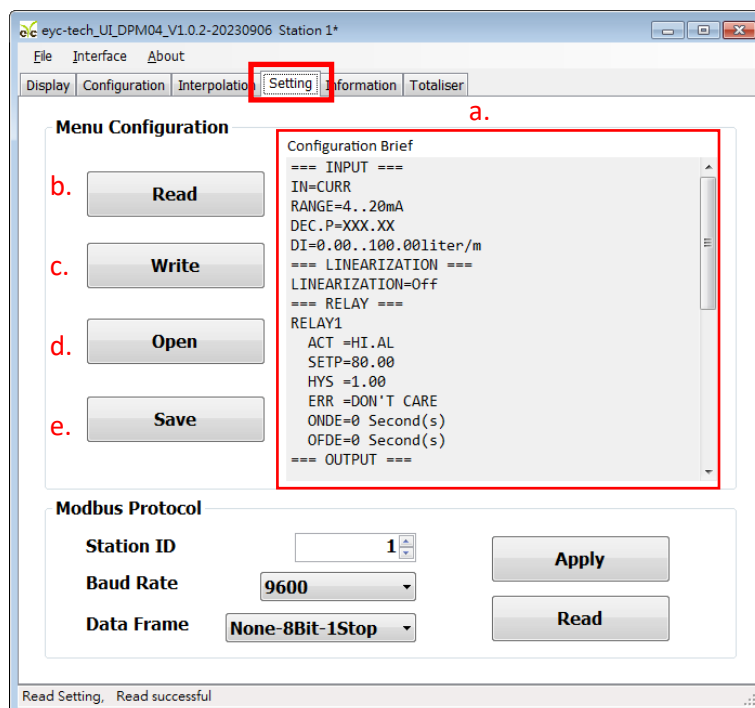 eyc-tech_UI_DPM04_V1.0.2-20230906 Station 1*
File Interface About
Display Configuration Interpolation Setting Information Totaliser
a.
Menu Configuration
Configuration Brief
=== INPUT ===
IN=CURR
RANGE=4..20mA
DEC.P=XXX.XX
DI=0.00..100.00liter/m
=== LINEARIZATION ===
LINEARIZATION=Off
=== RELAY ===
RELAY1
ACT =HI.AL
SETP=80.00
HYS =1.00
ERR =DON'T CARE
ONDE=0 Second(s)
OFDE=0 Second(s)
=== OUTPUT ===
b. Read
c. Write
d. Open
e. Save
Modbus Protocol
Station ID 1
Baud Rate 9600
Data Frame None-8Bit-1Stop
Apply
Read
Read Setting, Read successful